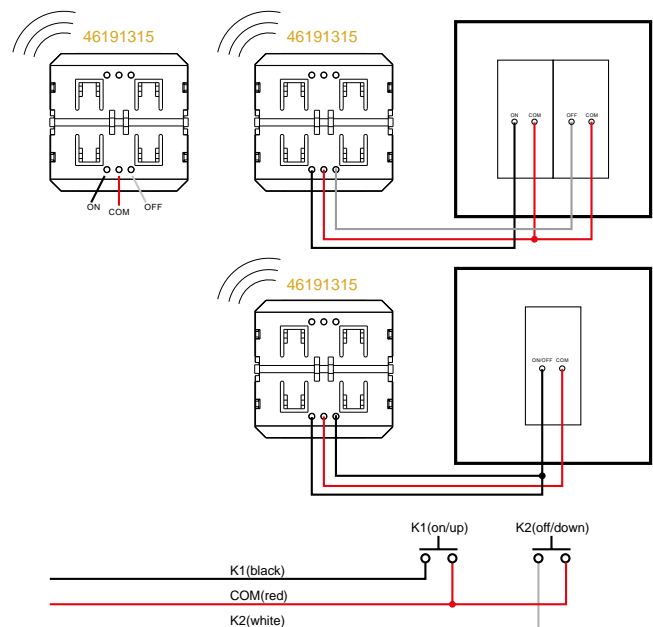 46191315
46191315
ON
COM
OFF
ON
COM
OFF
COM
46191315
ON/OFF
COM
K1(on/up)
K2(off/down)
K1(black)
COM(red)
K2(white)